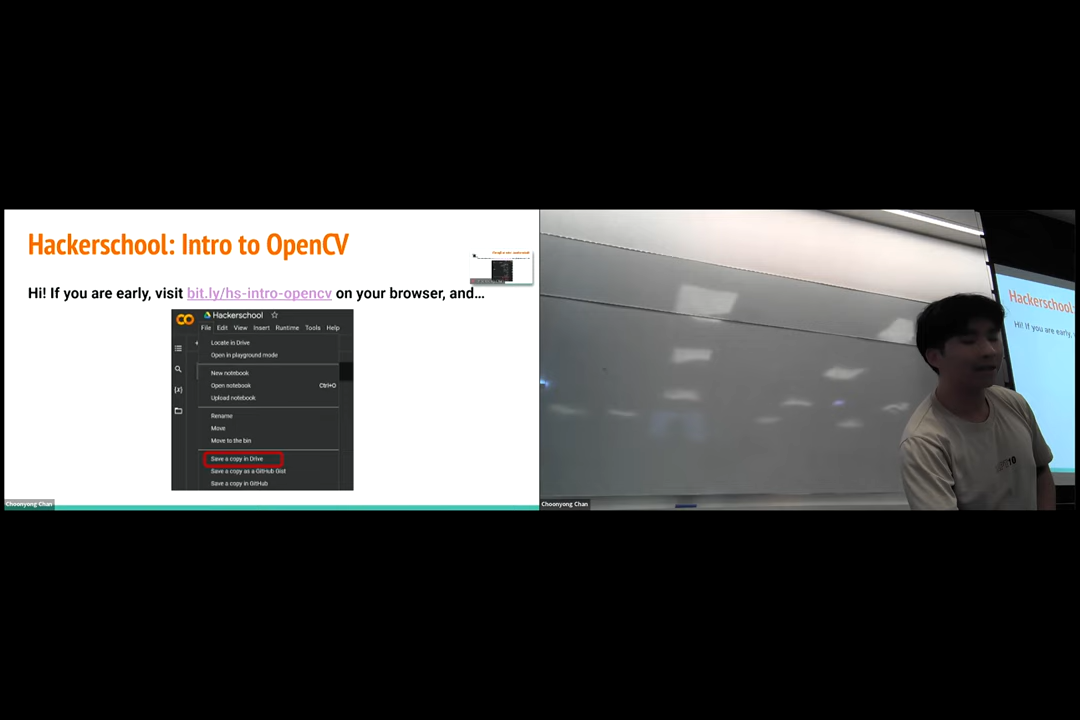 Hackerschool: Intro to OpenCV
Hi! If you are early, visit bit.ly/hs-intro-opencv on your browser, and…
Hackerschool
File Edit View Insert Runtime Tools Help
Locate in Drive
Open in playground mode
New notebook
Open notebook Ctrl+O
Upload notebook
Rename
Move
Move to the bin
Save a copy in Drive
Save a copy as a GitHub Gist
Save a copy in GitHub
Choonyong Chan
Hackerschool:
Hi! If you are early,
Choonyong Chan